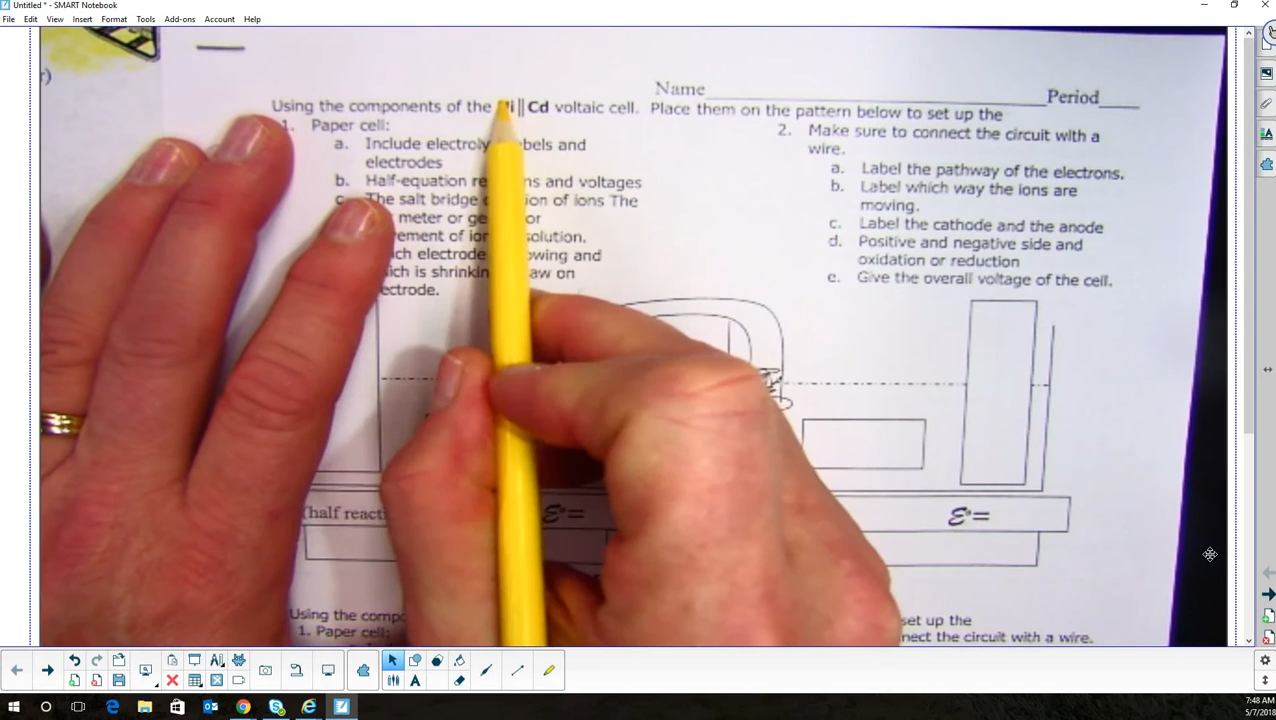 Untitled * - SMART Notebook
File Edit View Insert Format Tools Add-ons Account Help
Name Period
Using the components of the i || Cd voltaic cell. Place them on the pattern below to set up the
1. Paper cell:
a. Include electroly bels and
electrodes
b. Half-equation re ns and voltages
c. The salt bridge ion of ions The
meter or ge or
vement of ion solution.
ich electrode owing and
ich is shrinkin aw on
ectrode.
2. Make sure to connect the circuit with a
wire.
a. Label the pathway of the electrons.
b. Label which way the ions are
moving.
c. Label the cathode and the anode
d. Positive and negative side and
oxidation or reduction
e. Give the overall voltage of the cell.
(half reacti ℰ°= ℰ°=
Using the compo set up the
1. Paper cell: nect the circuit with a wire.
7:48 AM
5/7/2018